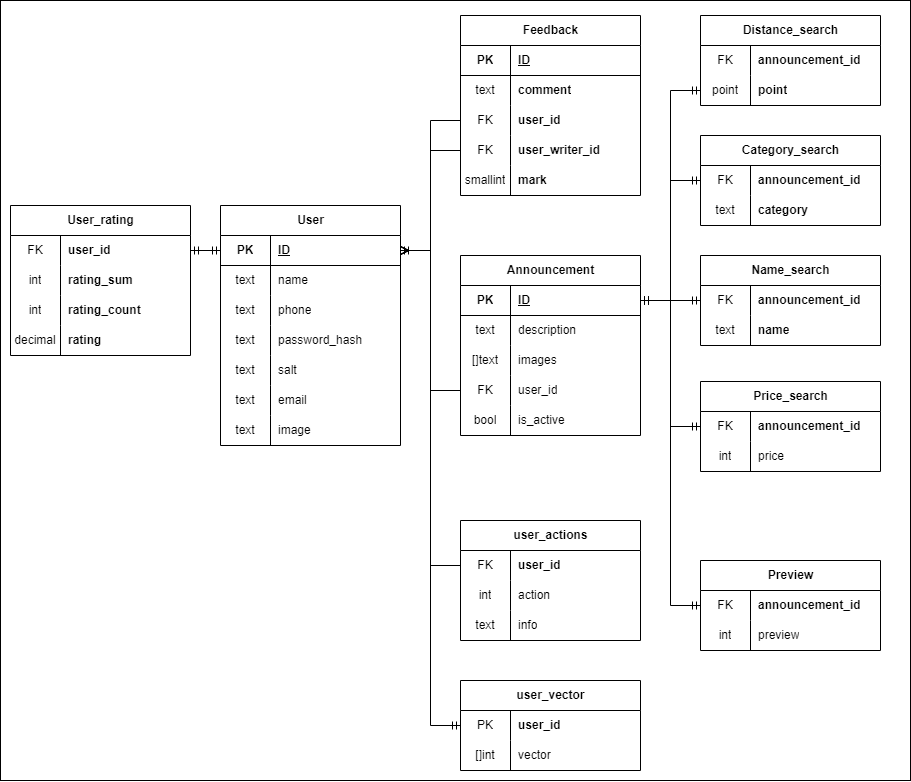 User_rating
FK user_id
int rating_sum
int rating_count
decimal rating
User
PK ID
text name
text phone
text password_hash
text salt
text email
text image
Feedback
PK ID
text comment
FK user_id
FK user_writer_id
smallint mark
Announcement
PK ID
text description
[]text images
FK user_id
bool is_active
user_actions
FK user_id
int action
text info
user_vector
PK user_id
[]int vector
Distance_search
FK announcement_id
point point
Category_search
FK announcement_id
text category
Name_search
FK announcement_id
text name
Price_search
FK announcement_id
int price
Preview
FK announcement_id
int preview